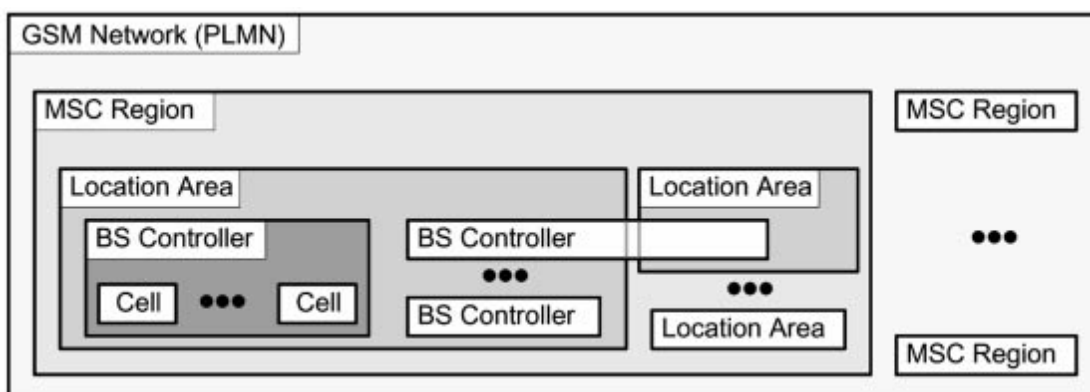 GSM Network (PLMN)
MSC Region
MSC Region
Location Area
Location Area
BS Controller
BS Controller
Cell
Cell
BS Controller
Location Area
MSC Region